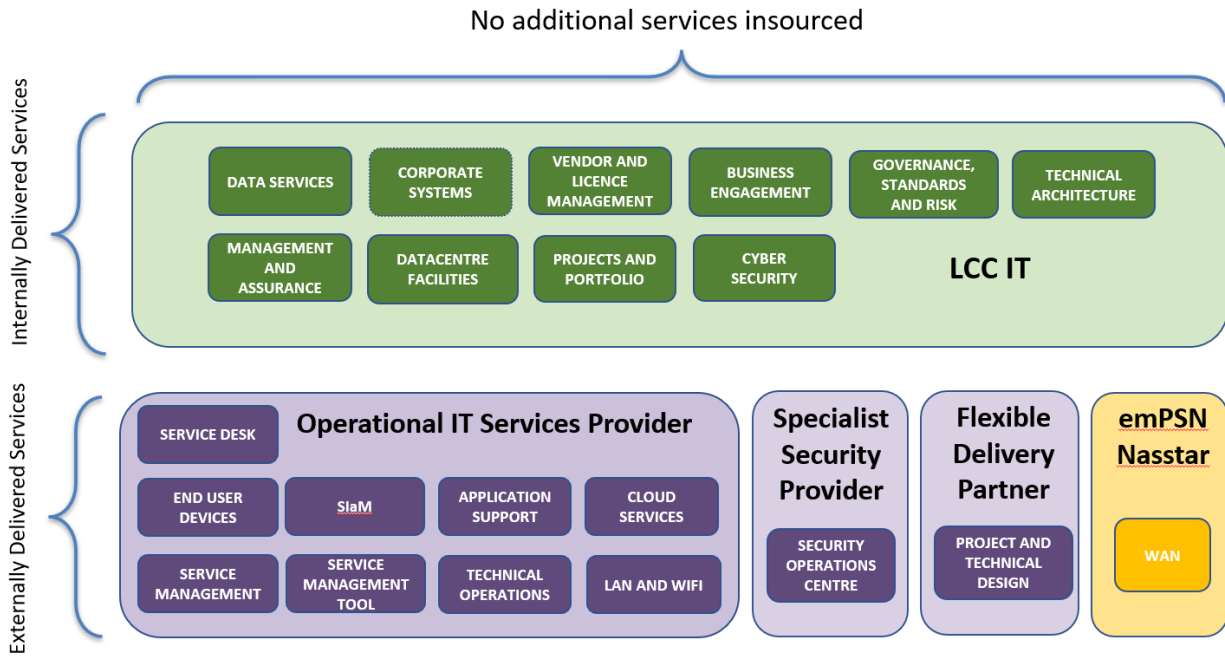 No additional services insourced
Internally Delivered Services
DATA SERVICES
CORPORATE
SYSTEMS
VENDOR AND
LICENCE
MANAGEMENT
BUSINESS
ENGAGEMENT
GOVERNANCE,
STANDARDS
AND RISK
TECHNICAL
ARCHITECTURE
MANAGEMENT
AND
ASSURANCE
DATACENTRE
FACILITIES
PROJECTS AND
PORTFOLIO
CYBER
SECURITY
LCC IT
Externally Delivered Services
SERVICE DESK
Operational IT Services Provider
END USER
DEVICES
SIaM
APPLICATION
SUPPORT
CLOUD
SERVICES
SERVICE
MANAGEMENT
SERVICE
MANAGEMENT
TOOL
TECHNICAL
OPERATIONS
LAN AND WIFI
Specialist
Security
Provider
SECURITY
OPERATIONS
CENTRE
Flexible
Delivery
Partner
PROJECT AND
TECHNICAL
DESIGN
emPSN
Nasstar
WAN